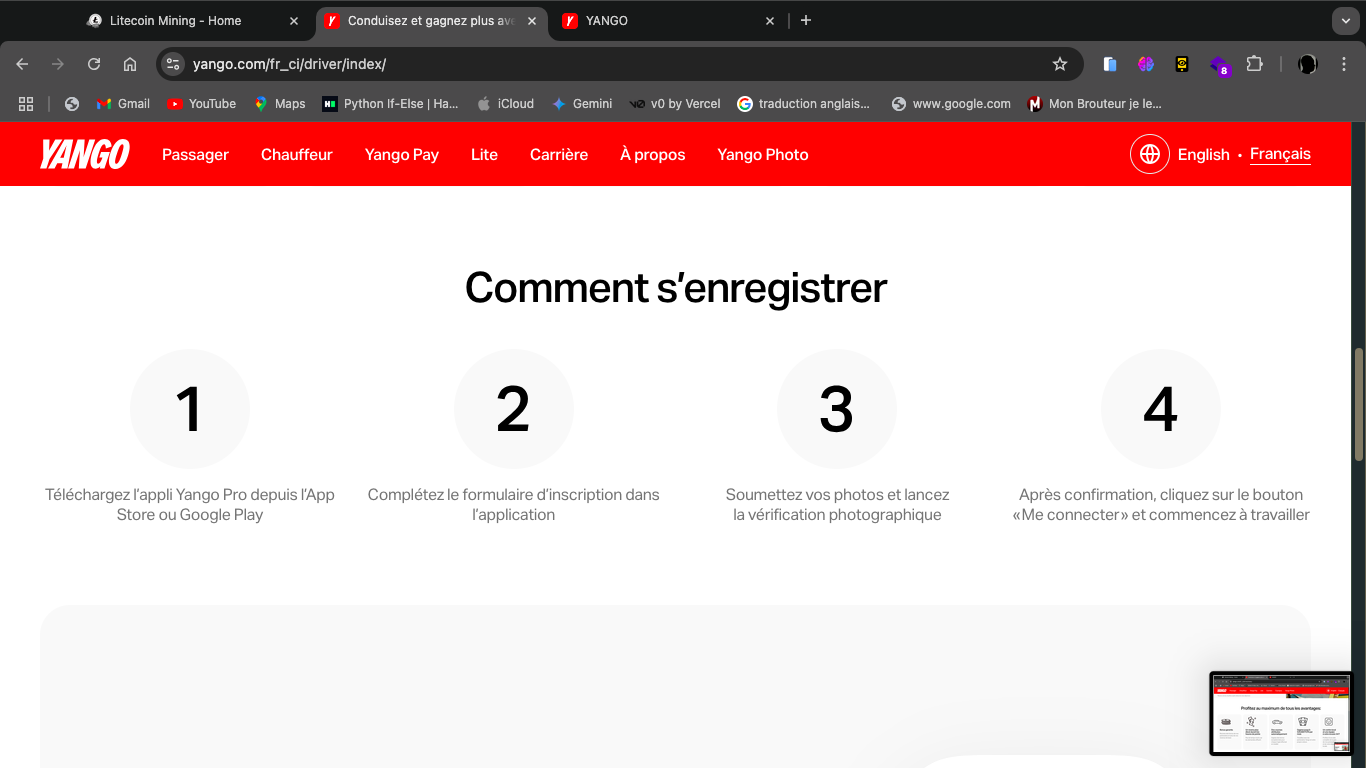 Litecoin Mining - Home
Conduisez et gagnez plus ave
YANGO
yango.com/fr_ci/driver/index/
8
Gmail
YouTube
Maps
Python If-Else | Ha...
iCloud
Gemini
v0 by Vercel
traduction anglais...
www.google.com
Mon Brouteur je le...
YANGO
Passager
Chauffeur
Yango Pay
Lite
Carrière
À propos
Yango Photo
English • Français
Comment s’enregistrer
1
Téléchargez l’appli Yango Pro depuis l’App
Store ou Google Play
2
Complétez le formulaire d’inscription dans
l’application
3
Soumettez vos photos et lancez
la vérification photographique
4
Après confirmation, cliquez sur le bouton
«Me connecter» et commencez à travailler
Profitez au maximum de tous les avantages